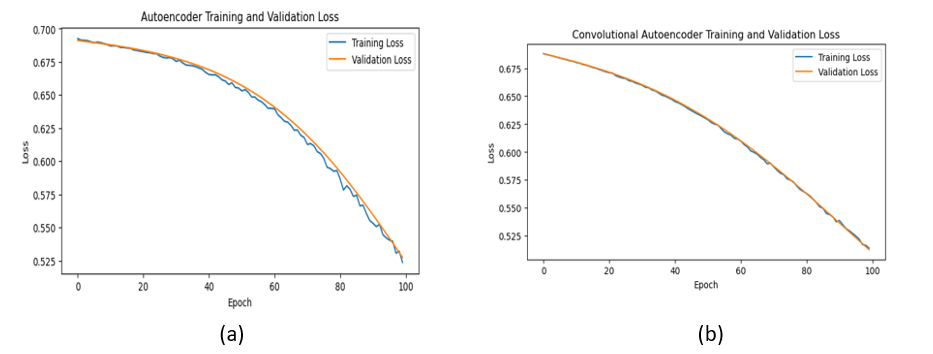 Autoencoder Training and Validation Loss
0.700
0.675
0.650
0.625
0.600
0.575
0.550
0.525
Loss
0 20 40 60 80 100
Epoch
Training Loss
Validation Loss
(a)
Convolutional Autoencoder Training and Validation Loss
0.675
0.650
0.625
0.600
0.575
0.550
0.525
Loss
0 20 40 60 80 100
Epoch
Training Loss
Validation Loss
(b)